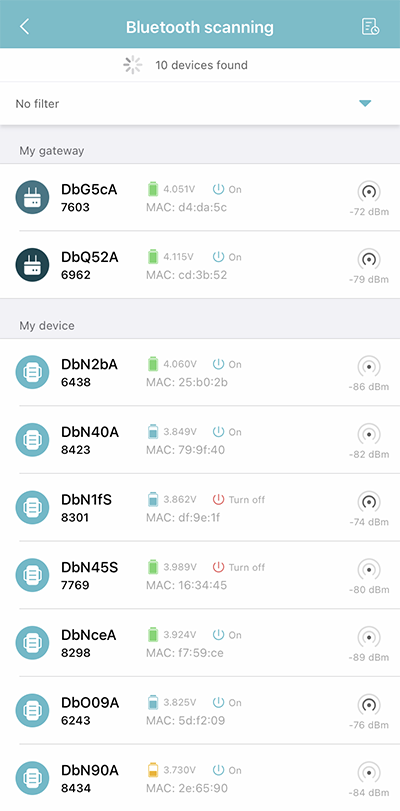 Bluetooth scanning
10 devices found
No filter
My gateway
DbG5cA 4.051V On
7603 MAC: d4:da:5c -72 dBm
DbQ52A 4.115V On
6962 MAC: cd:3b:52 -79 dBm
My device
DbN2bA 4.060V On
6438 MAC: 25:b0:2b -86 dBm
DbN40A 3.849V On
8423 MAC: 79:9f:40 -82 dBm
DbN1fS 3.862V Turn off
8301 MAC: df:9e:1f -74 dBm
DbN45S 3.989V Turn off
7769 MAC: 16:34:45 -80 dBm
DbNceA 3.924V On
8298 MAC: f7:59:ce -89 dBm
DbO09A 3.825V On
6243 MAC: 5d:f2:09 -76 dBm
DbN90A 3.730V On
8434 MAC: 2e:65:90 -84 dBm